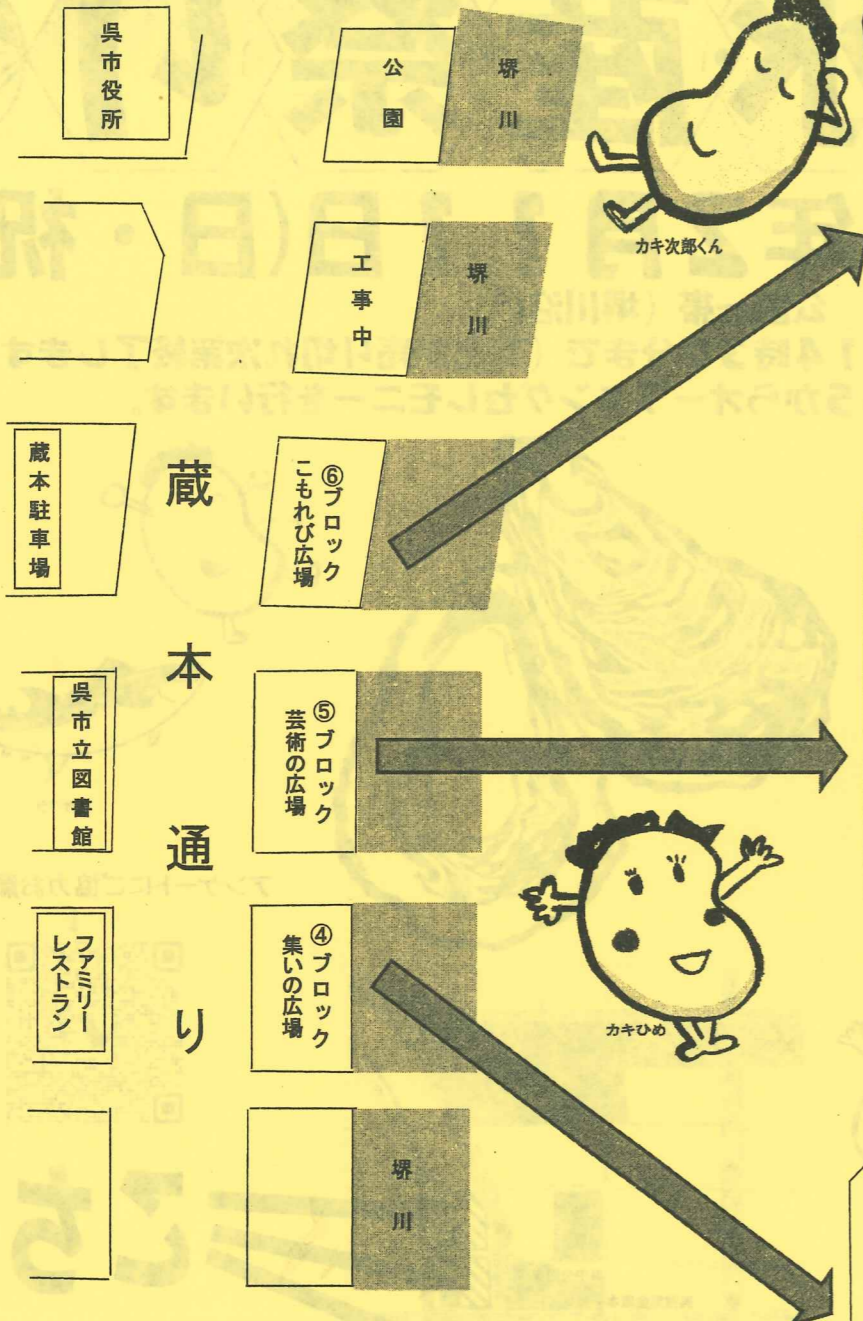 呉市役所
公園
堺川
カキ次郎くん
工事中
堺川
蔵本駐車場
蔵本通り
⑥ブロック
こもれび広場
呉市立図書館
⑤ブロック
芸術の広場
ファミリー
レストラン
④ブロック
集いの広場
カキひめ
堺川